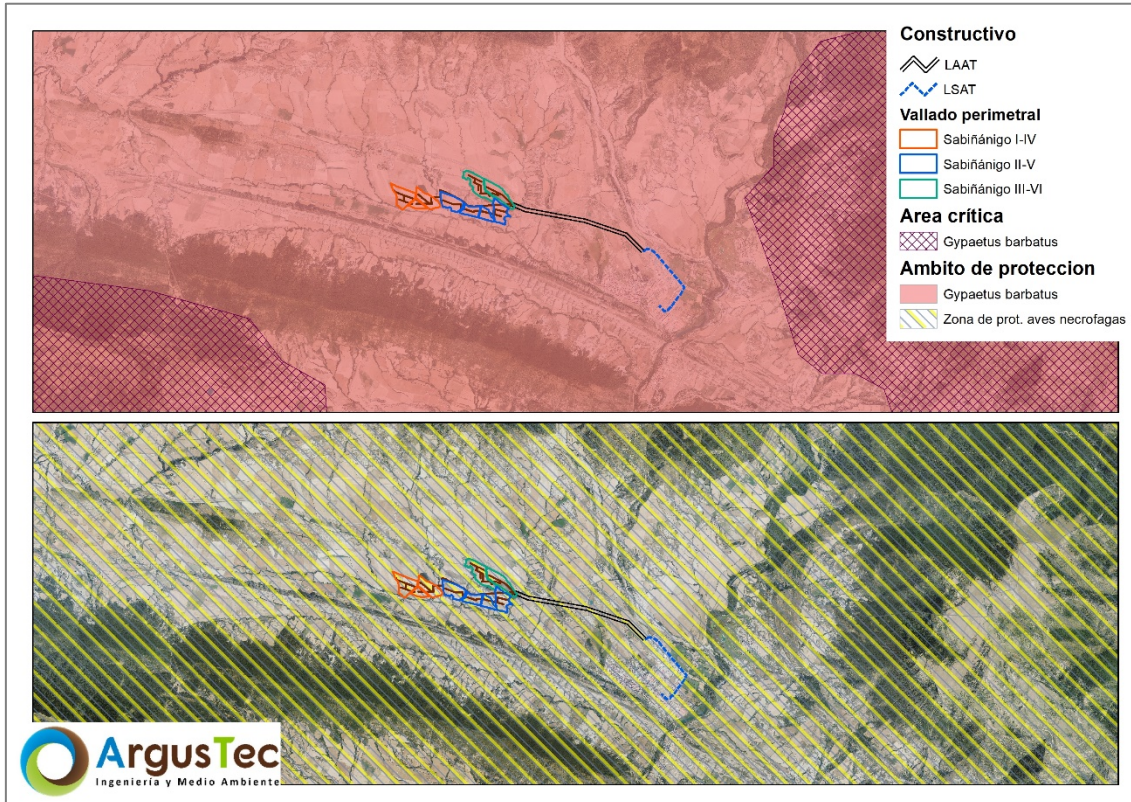 Constructivo
LAAT
LSAT
Vallado perimetral
Sabiñánigo I-IV
Sabiñánigo II-V
Sabiñánigo III-VI
Area crítica
Gypaetus barbatus
Ambito de proteccion
Gypaetus barbatus
Zona de prot. aves necrofagas
ArgusTec
Ingeniería y Medio Ambiente